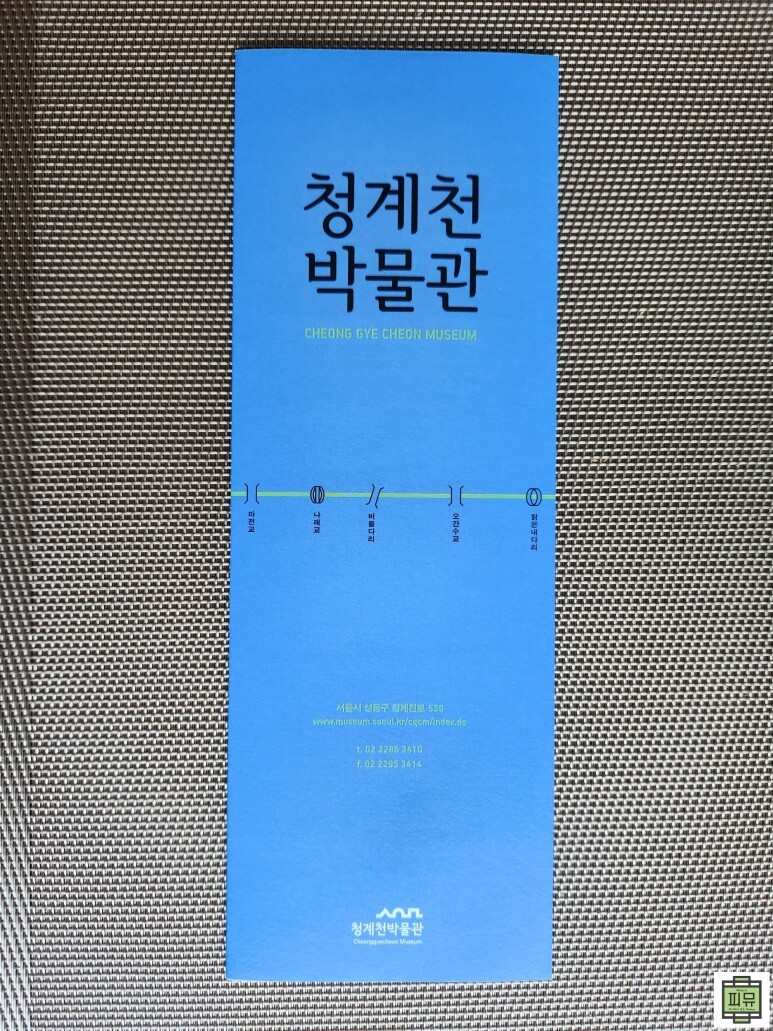 청계천
박물관
CHEONG GYE CHEON MUSEUM
마전교
나래교
버들다리
오간수교
맑은내다리
서울시 성동구 청계천로 530
www.museum.seoul.kr/cgcm/index.do
t. 02 2286 3410
f. 02 2295 3414
청계천박물관
Cheonggyecheon Museum
피뮤